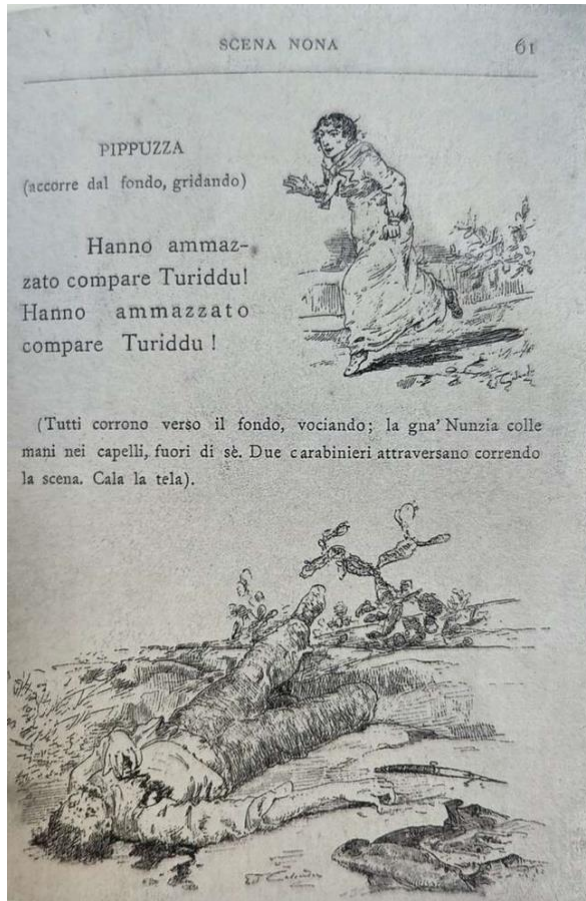 SCENA NONA 61
PIPPUZZA
(accorre dal fondo, gridando)
Hanno ammaz-
zato compare Turiddu!
Hanno ammazzato
compare Turiddu !
(Tutti corrono verso il fondo, vociando; la gna' Nunzia colle
mani nei capelli, fuori di sè. Due carabinieri attraversano correndo
la scena. Cala la tela).